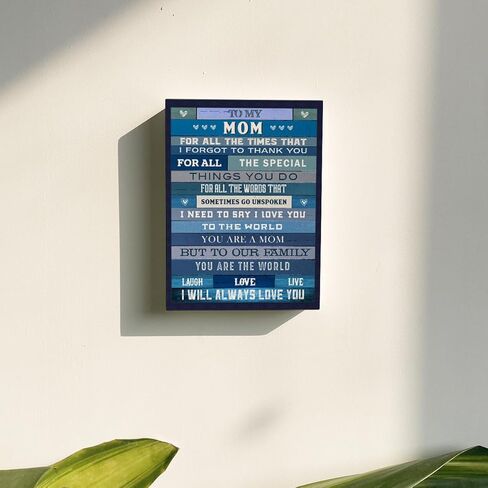 TO MY
MOM
FOR ALL THE TIMES THAT
I FORGOT TO THANK YOU
FOR ALL THE SPECIAL
THINGS YOU DO
FOR ALL THE WORDS THAT
SOMETIMES GO UNSPOKEN
I NEED TO SAY I LOVE YOU
TO THE WORLD
YOU ARE A MOM
BUT TO OUR FAMILY
YOU ARE THE WORLD
LAUGH LOVE LIVE
I WILL ALWAYS LOVE YOU